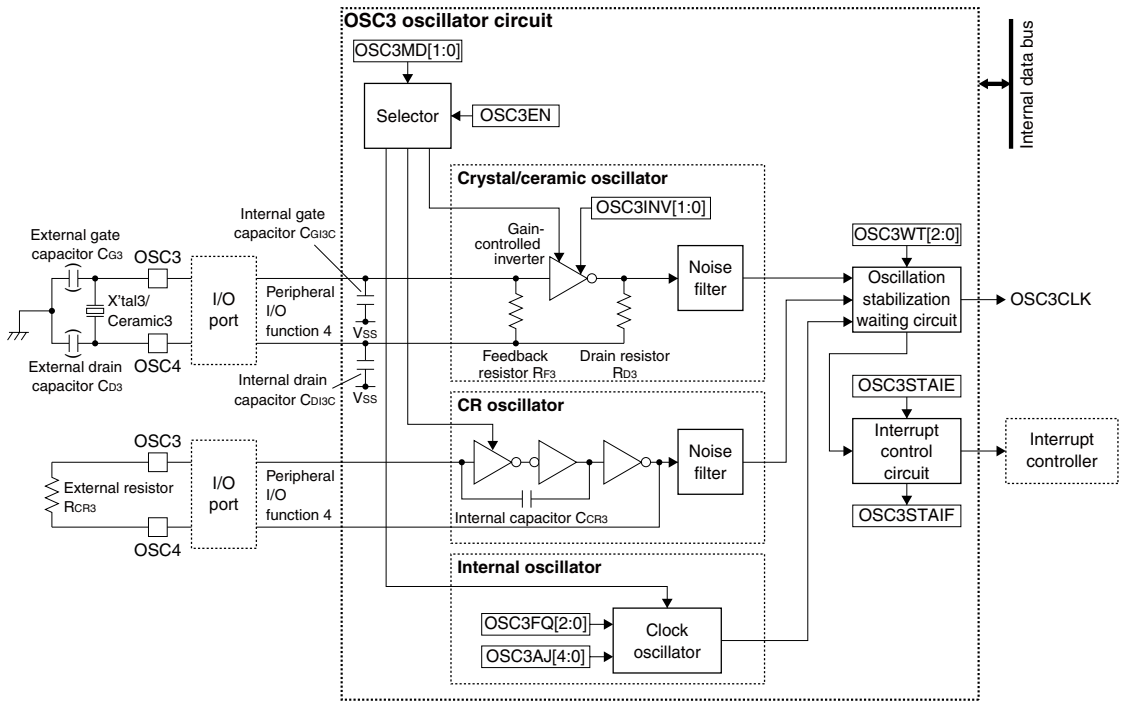 OSC3 oscillator circuit
OSC3MD[1:0]
Internal data bus
Selector
OSC3EN
Crystal/ceramic oscillator
OSC3INV[1:0]
Gain-
controlled
inverter
Noise
filter
Feedback
resistor RF3
Drain resistor
RD3
Internal gate
capacitor CGI3C
VSS
Internal drain
capacitor CDI3C
VSS
External gate
capacitor CG3
OSC3
X'tal3/
Ceramic3
OSC4
External drain
capacitor CD3
I/O
port
Peripheral
I/O
function 4
OSC3WT[2:0]
Oscillation
stabilization
waiting circuit
OSC3CLK
OSC3STAIE
Interrupt
control
circuit
OSC3STAIF
Interrupt
controller
CR oscillator
Noise
filter
Internal capacitor CCR3
OSC3
External resistor
RCR3
OSC4
I/O
port
Peripheral
I/O
function 4
Internal oscillator
OSC3FQ[2:0]
OSC3AJ[4:0]
Clock
oscillator